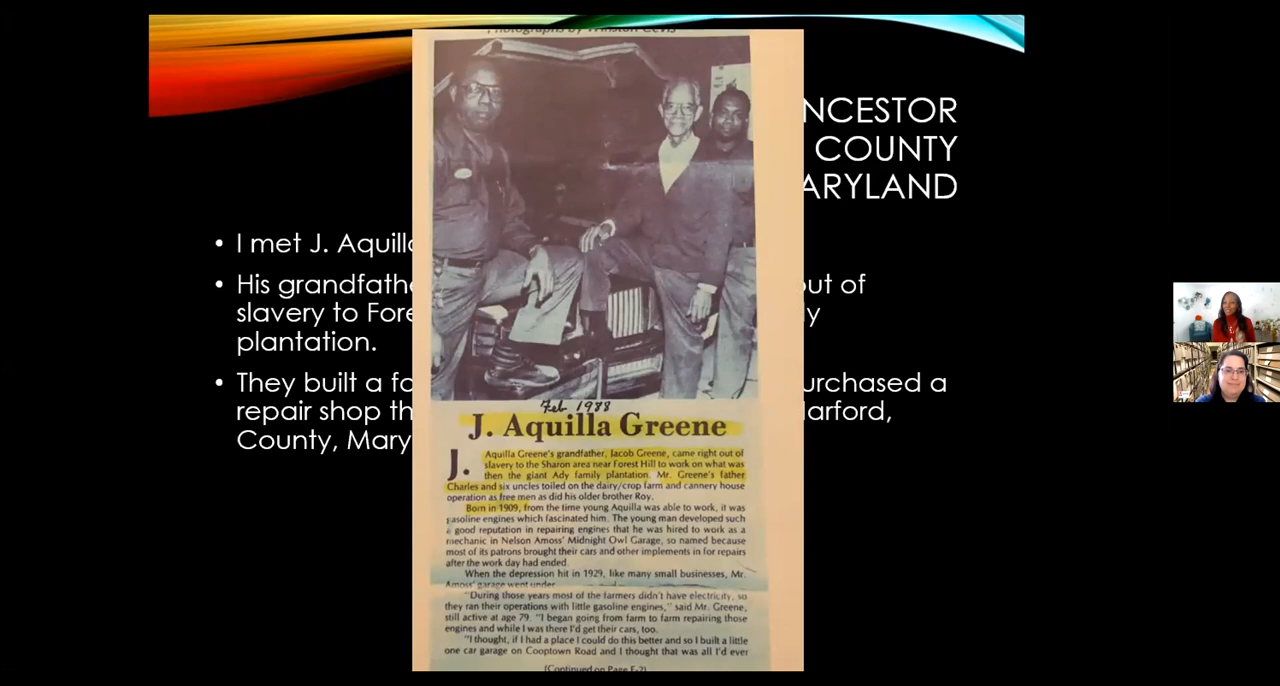 Photographs by Winston Cevis
NCESTOR
COUNTY
ARYLAND
• I met J. Aquilla
• His grandfathe
out of
slavery to Fore
ly
plantation.
• They built a fa
urchased a
repair shop th
Harford,
County, Mary
Feb 1988
J. Aquilla Greene
J. Aquilla Greene's grandfather, Jacob Greene, came right out of
slavery to the Sharon area near Forest Hill to work on what was
then the giant Ady family plantation. Mr. Greene's father
Charles and six uncles toiled on the dairy/crop farm and cannery house
operation as free men as did his older brother Roy.
Born in 1909, from the time young Aquilla was able to work, it was
gasoline engines which fascinated him. The young man developed such
a good reputation in repairing engines that he was hired to work as a
mechanic in Nelson Amoss' Midnight Owl Garage, so named because
most of its patrons brought their cars and other implements in for repairs
after the work day had ended.
When the depression hit in 1929, like many small businesses, Mr.
Amoss' garage went under
"During those years most of the farmers didn't have electricity, so
they ran their operations with little gasoline engines," said Mr. Greene,
still active at age 79. "I began going from farm to farm repairing those
engines and while I was there I'd get their cars, too.
"I thought, if I had a place I could do this better and so I built a little
one car garage on Cooptown Road and I thought that was all I'd ever
(Continued on Page F-2)